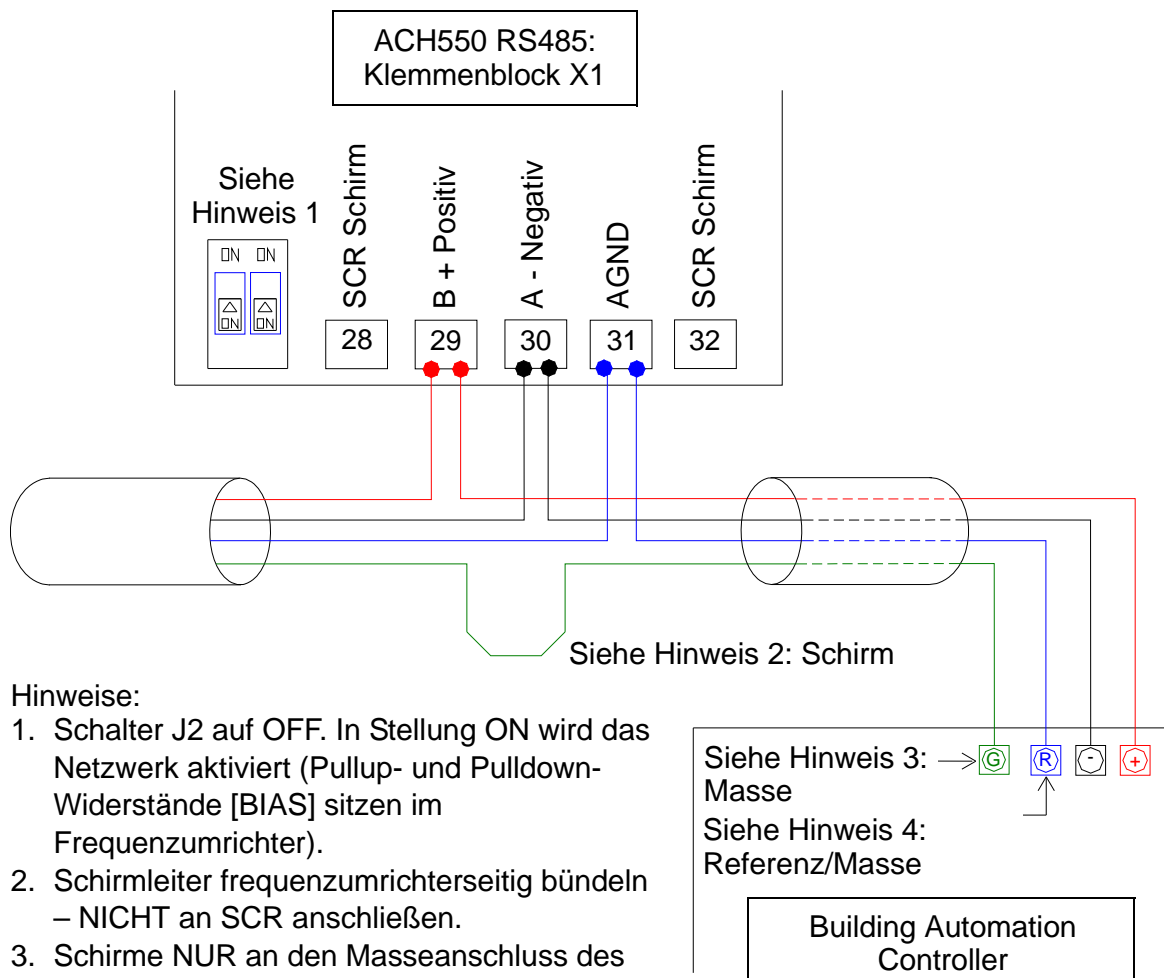 ACH550 RS485:
Klemmenblock X1
Siehe
Hinweis 1
ON ON
ON ON
SCR Schirm
B + Positiv
A - Negativ
AGND
SCR Schirm
28
29
30
31
32
Siehe Hinweis 2: Schirm
Hinweise:
1. Schalter J2 auf OFF. In Stellung ON wird das
Netzwerk aktiviert (Pullup- und Pulldown-
Widerstände [BIAS] sitzen im
Frequenzumrichter).
2. Schirmleiter frequenzumrichterseitig bündeln
– NICHT an SCR anschließen.
3. Schirme NUR an den Masseanschluss des
Siehe Hinweis 3:
Masse
G R - +
Siehe Hinweis 4:
Referenz/Masse
Building Automation
Controller